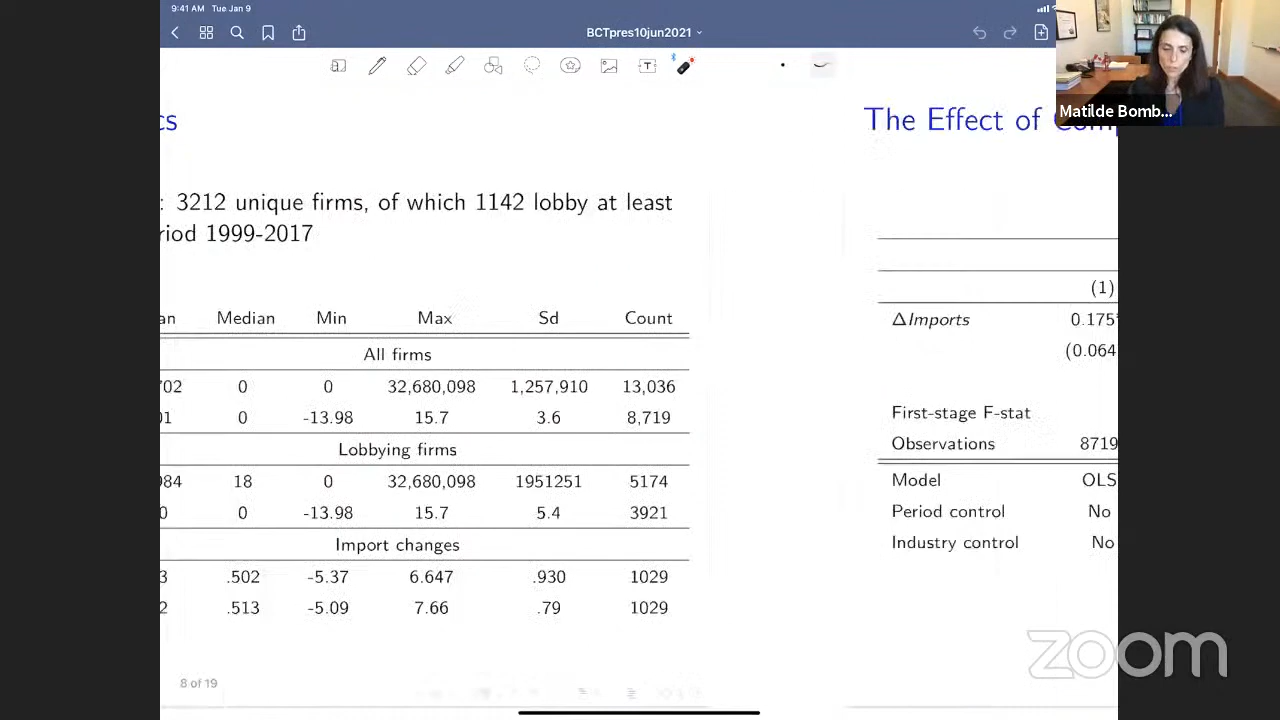 9:41 AM Tue Jan 9
BCTpres10jun2021
T
Matilde Bomb...
cs
: 3212 unique firms, of which 1142 lobby at least
riod 1999-2017
an Median Min Max Sd Count
All firms
702 0 0 32,680,098 1,257,910 13,036
01 0 -13.98 15.7 3.6 8,719
Lobbying firms
984 18 0 32,680,098 1951251 5174
0 0 -13.98 15.7 5.4 3921
Import changes
3 .502 -5.37 6.647 .930 1029
2 .513 -5.09 7.66 .79 1029
8 of 19
The Effect of Comp
(1)
ΔImports 0.175*
(0.064
First-stage F-stat
Observations 8719
Model OLS
Period control No
Industry control No
zoom